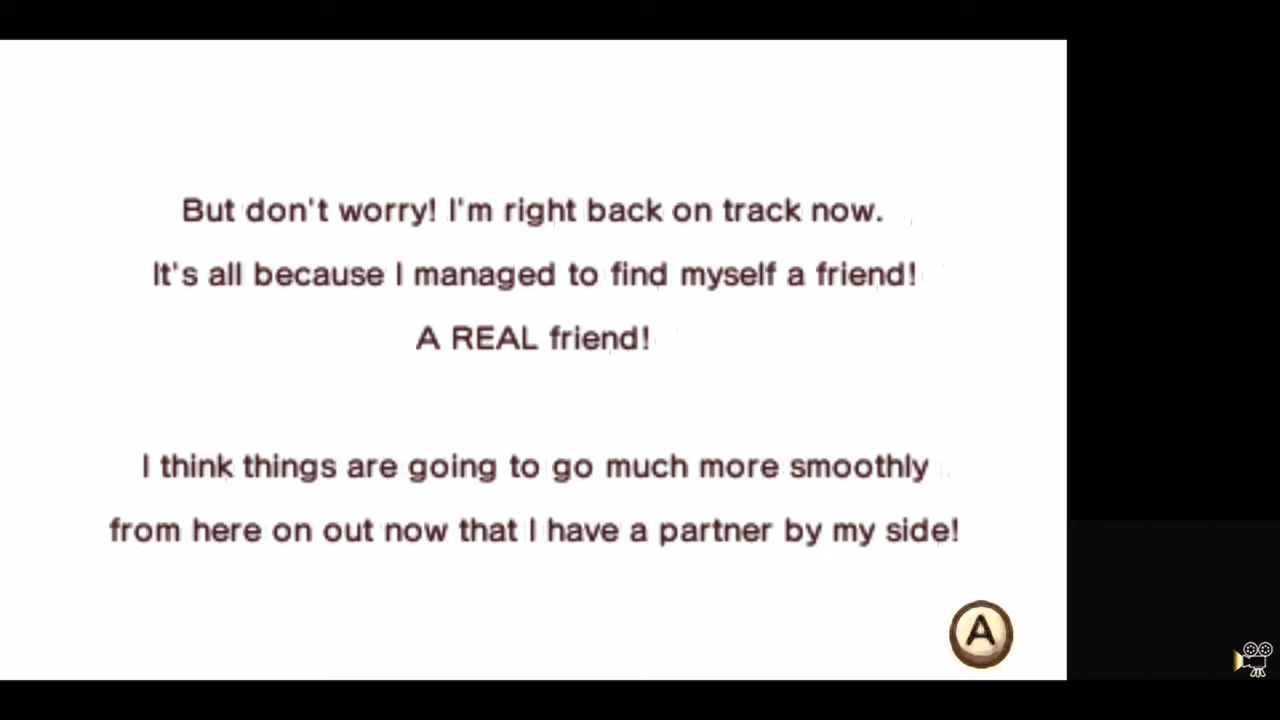 But don't worry! I'm right back on track now.
It's all because I managed to find myself a friend!
A REAL friend!
I think things are going to go much more smoothly
from here on out now that I have a partner by my side!
A